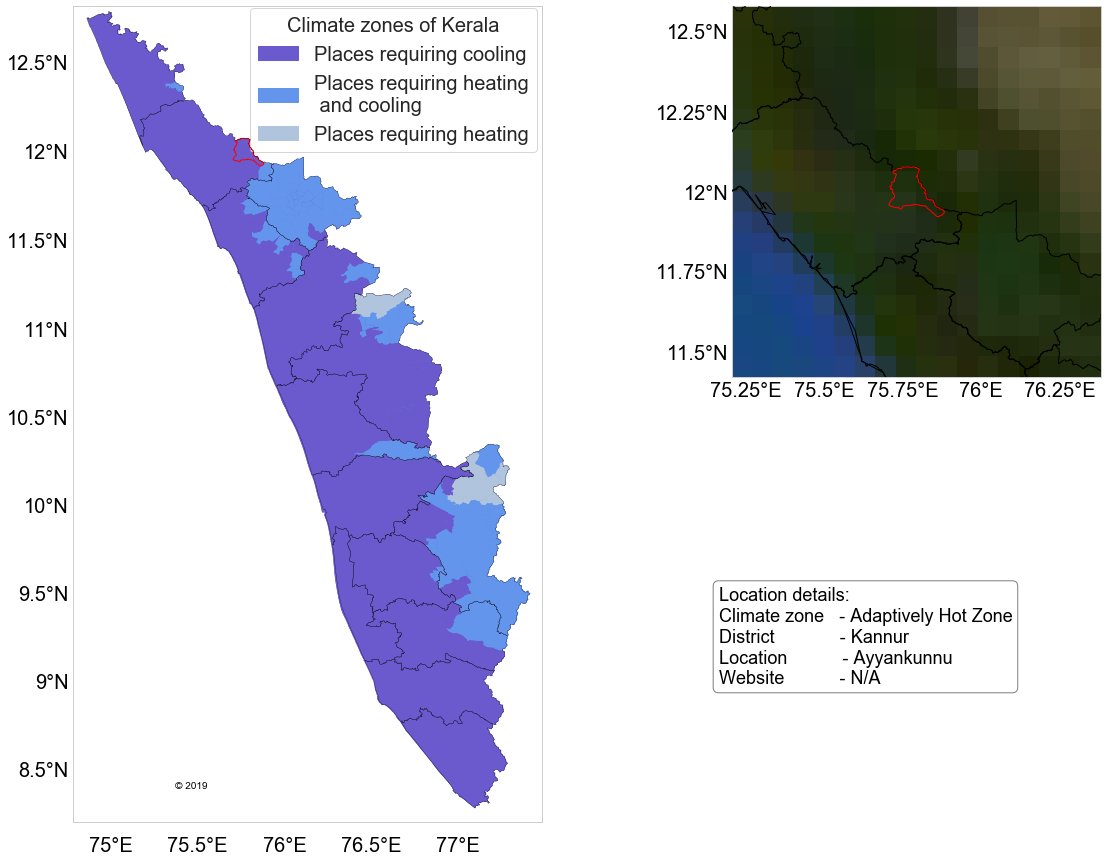 Climate zones of Kerala
Places requiring cooling
Places requiring heating
and cooling
Places requiring heating
12.5°N
12°N
11.5°N
11°N
10.5°N
10°N
9.5°N
9°N
8.5°N
75°E
75.5°E
76°E
76.5°E
77°E
© 2019
12.5°N
12.25°N
12°N
11.75°N
11.5°N
75.25°E
75.5°E
75.75°E
76°E
76.25°E
Location details:
Climate zone - Adaptively Hot Zone
District - Kannur
Location - Ayyankunnu
Website - N/A